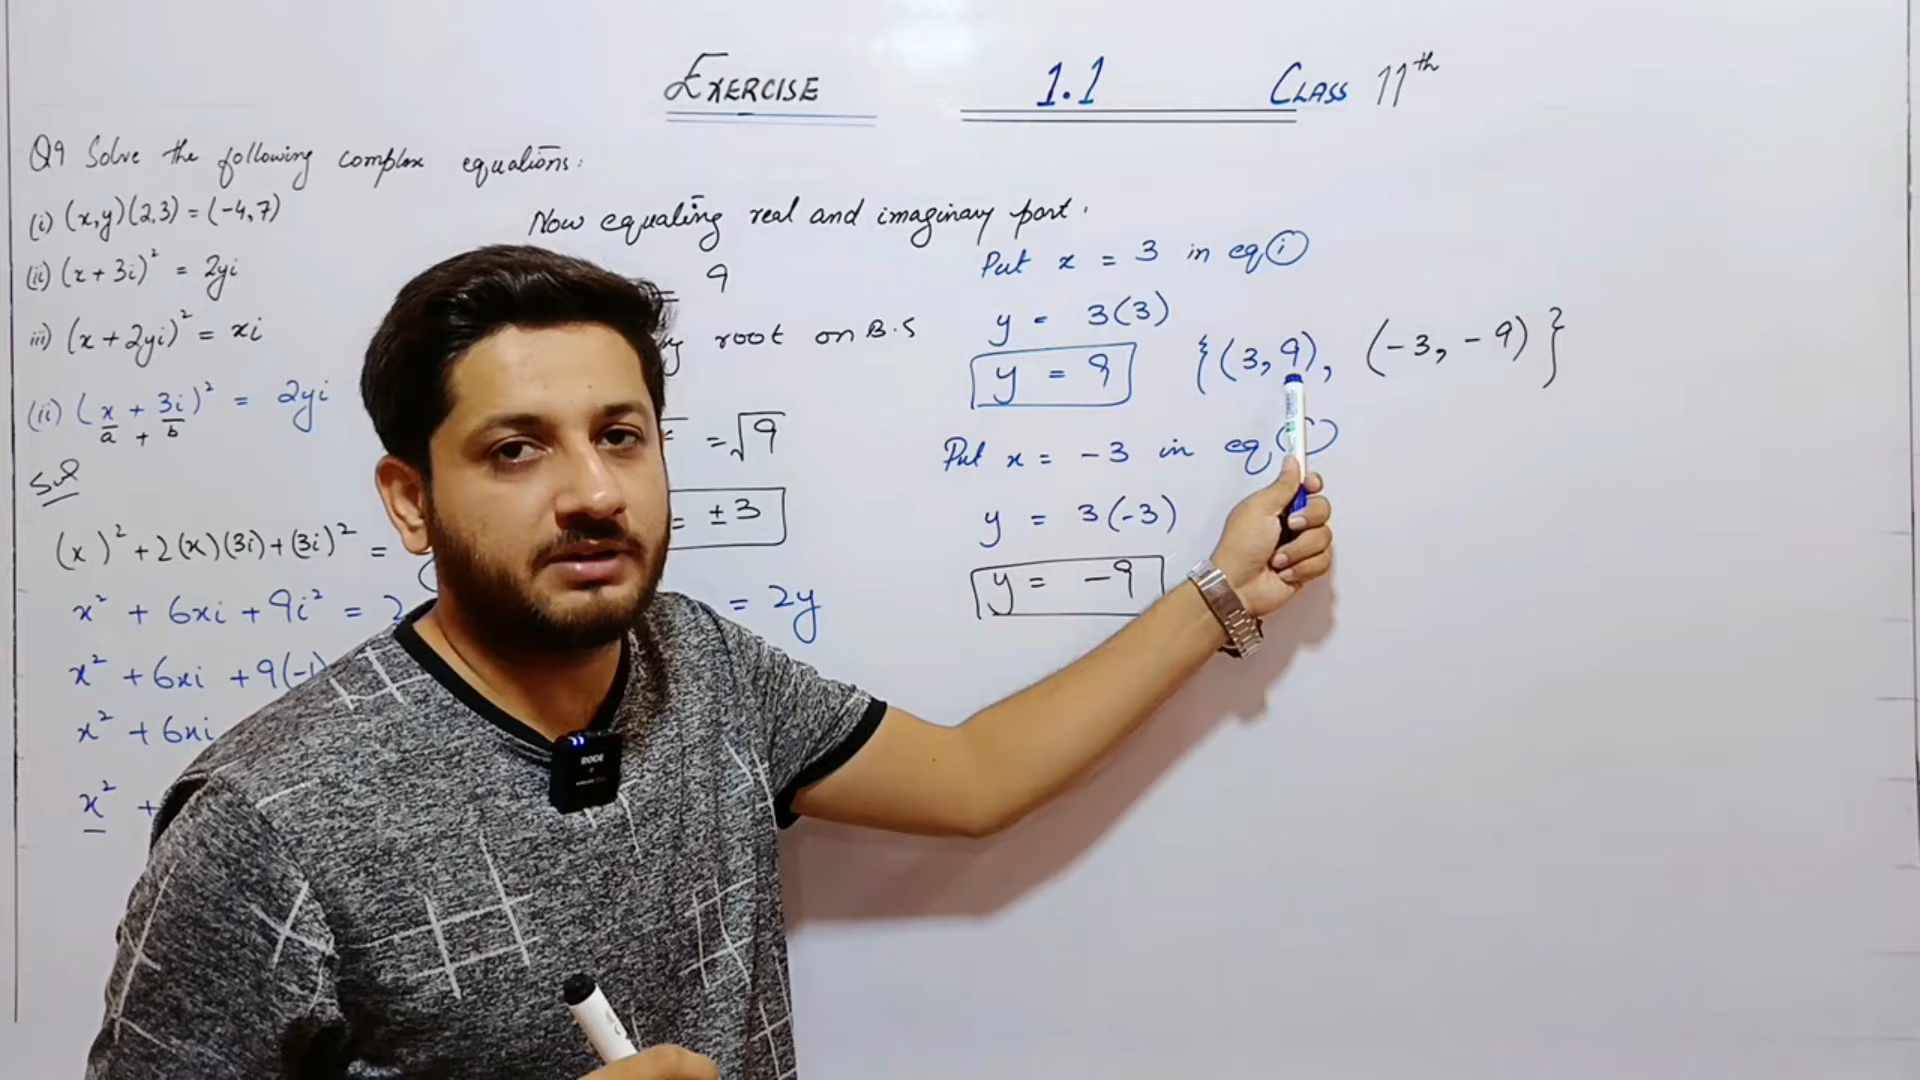 EXERCISE 1.1 CLASS 11th
Q9 Solve the following complex equations:
(i) (x,y)(2,3) = (-4,7)
(ii) (x + 3i)² = 2yi
iii) (x + 2yi)² = xi
(ii) (x + 3i)² = 2yi
a + b
Sol
(x)² + 2(x)(3i) + (3i)² =
x² + 6xi + 9i² = 2
x² + 6xi + 9(-1)
x² + 6xi
x² +
Now equating real and imaginary part.
= 9
root on B.S
= √9
= ±3
= 2y
Put x = 3 in eq (i)
y = 3(3)
y = 9
{(3,9), (-3,-9)}
Put x = -3 in eq
y = 3(-3)
y = -9
RODE